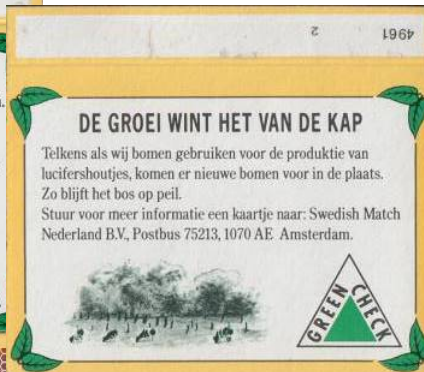 2 4961
DE GROEI WINT HET VAN DE KAP
Telkens als wij bomen gebruiken voor de produktie van
lucifershoutjes, komen er nieuwe bomen voor in de plaats.
Zo blijft het bos op peil.
Stuur voor meer informatie een kaartje naar: Swedish Match
Nederland B.V., Postbus 75213, 1070 AE Amsterdam.
GREEN CHECK